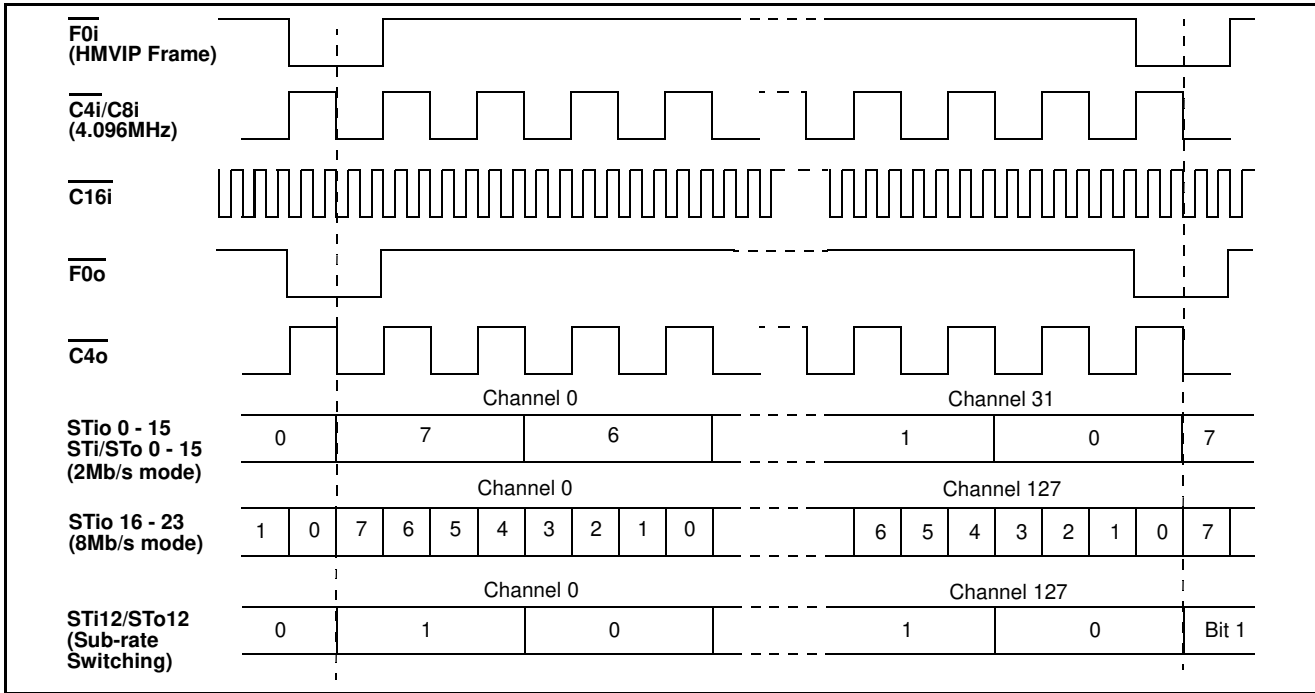 F0i
(HMVIP Frame)
C4i/C8i
(4.096MHz)
C16i
F0o
C4o
Channel 0 Channel 31
STio 0 - 15
STi/STo 0 - 15
(2Mb/s mode)
0 7 6 1 0 7
Channel 0 Channel 127
STio 16 - 23
(8Mb/s mode)
1 0 7 6 5 4 3 2 1 0 6 5 4 3 2 1 0 7
Channel 0 Channel 127
STi12/STo12
(Sub-rate
Switching)
0 1 0 1 0 Bit 1